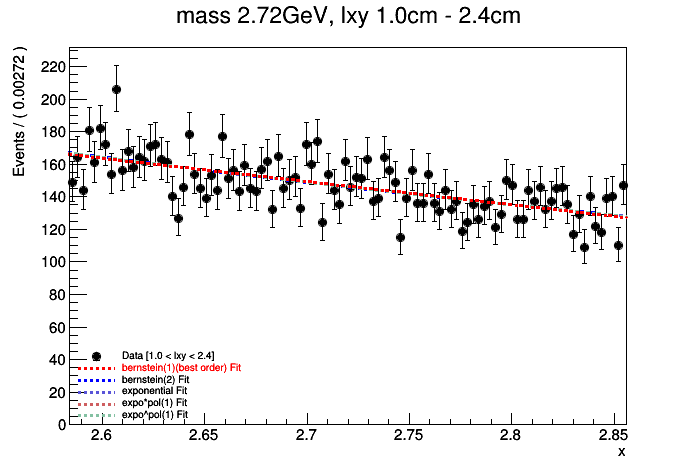 mass 2.72GeV, lxy 1.0cm - 2.4cm
Events / ( 0.00272 )
220
200
180
160
140
120
100
80
60
40
20
0
Data [1.0 < lxy < 2.4]
bernstein(1)(best order) Fit
bernstein(2) Fit
exponential Fit
expo*pol(1) Fit
expo^pol(1) Fit
2.6 2.65 2.7 2.75 2.8 2.85
x